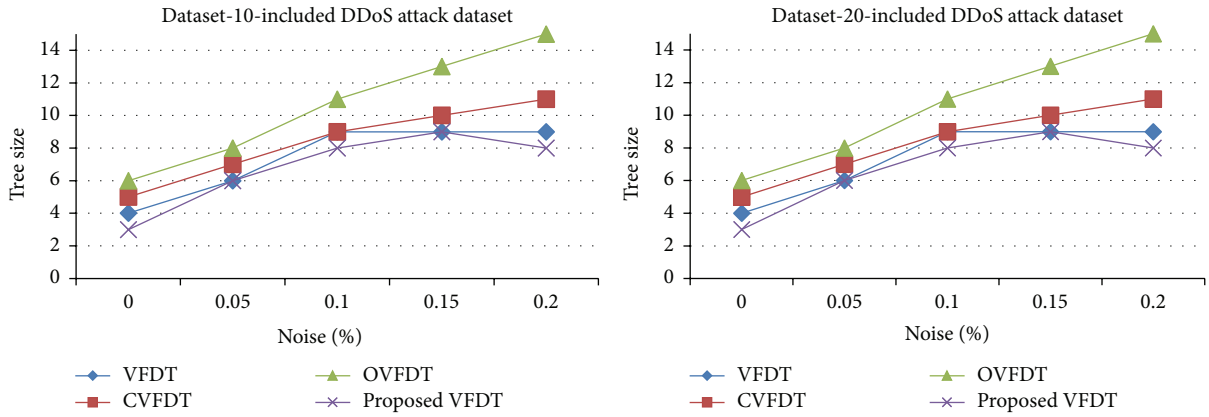 Dataset-10-included DDoS attack dataset
Tree size
14
12
10
8
6
4
2
0
0 0.05 0.1 0.15 0.2
Noise (%)
VFDT OVFDT
CVFDT Proposed VFDT
Dataset-20-included DDoS attack dataset
Tree size
14
12
10
8
6
4
2
0
0 0.05 0.1 0.15 0.2
Noise (%)
VFDT OVFDT
CVFDT Proposed VFDT